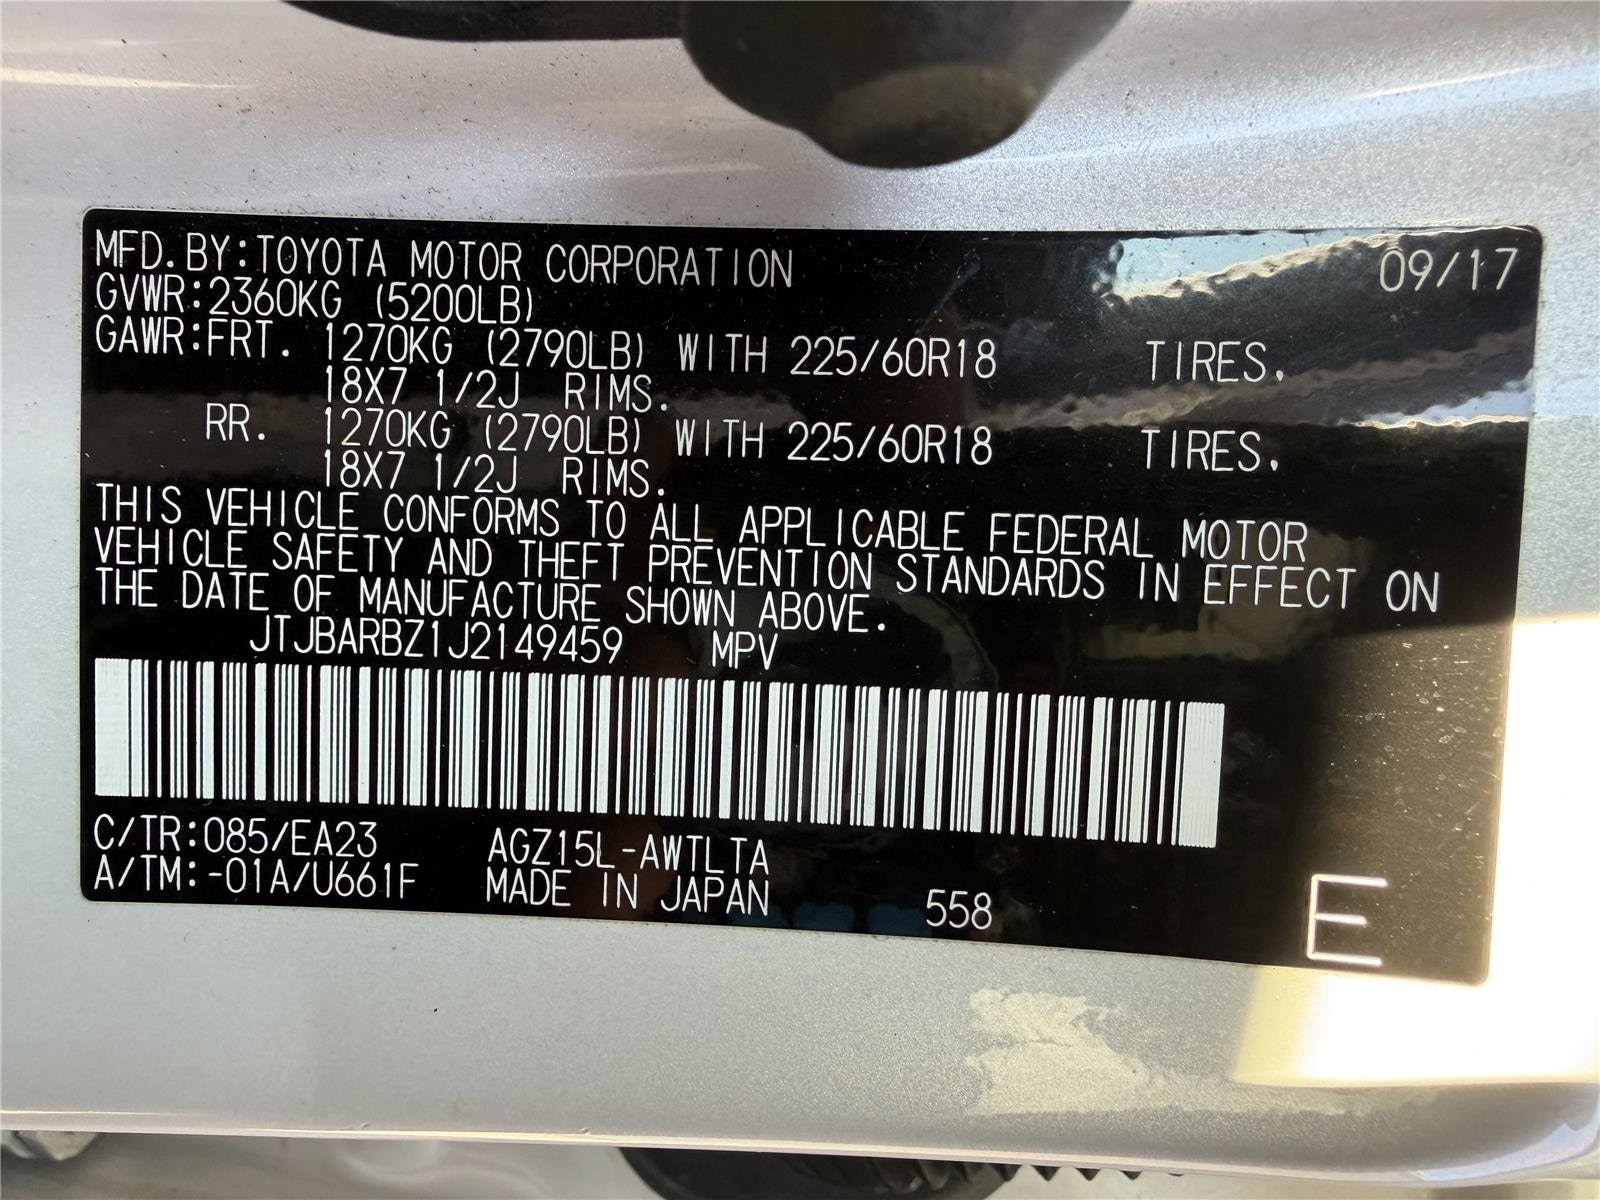 MFD.BY:TOYOTA MOTOR CORPORATION 09/17
GVWR:2360KG (5200LB)
GAWR:FRT. 1270KG (2790LB) WITH 225/60R18 TIRES.
18X7 1/2J RIMS.
RR. 1270KG (2790LB) WITH 225/60R18 TIRES.
18X7 1/2J RIMS.
THIS VEHICLE CONFORMS TO ALL APPLICABLE FEDERAL MOTOR
VEHICLE SAFETY AND THEFT PREVENTION STANDARDS IN EFFECT ON
THE DATE OF MANUFACTURE SHOWN ABOVE.
JTJBARBZ1J2149459 MPV
C/TR:085/EA23 AGZ15L-AWTLTA
A/TM:-01A/U661F MADE IN JAPAN 558 E